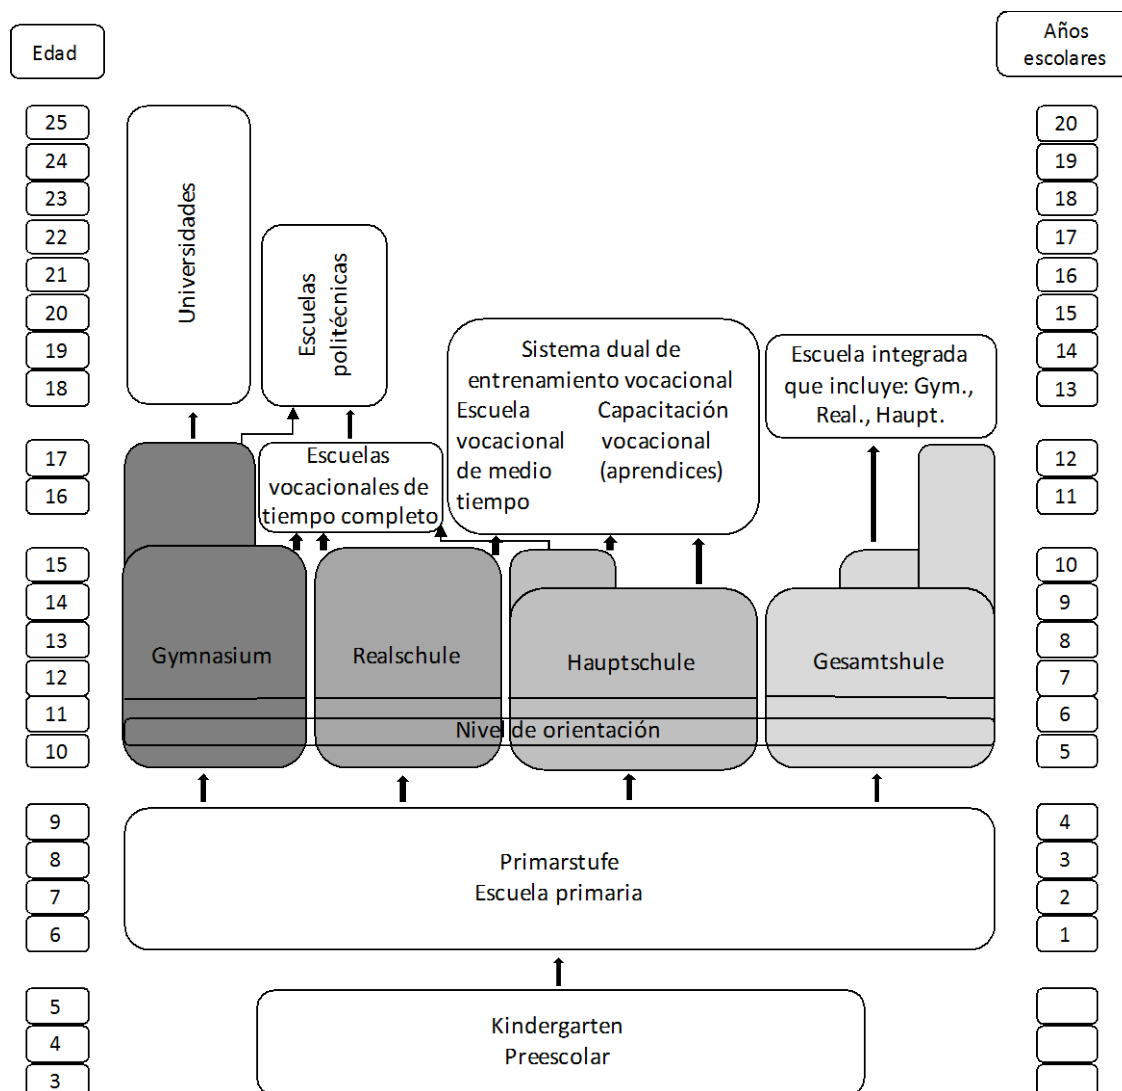 Edad
Años
escolares
25
20
24
19
23
18
22
17
21
16
20
15
19
14
18
13
17
12
16
11
15
10
14
9
13
8
12
7
11
6
10
5
9
4
8
3
7
2
6
1
5
4
3
Universidades
Escuelas
politécnicas
Sistema dual de
entrenamiento vocacional
Escuela
vocacional
de medio
tiempo
Capacitación
vocacional
(aprendices)
Escuela integrada
que incluye: Gym.,
Real., Haupt.
Escuelas
vocacionales de
tiempo completo
Gymnasium
Realschule
Hauptschule
Gesamtshule
Nivel de orientación
Primarstufe
Escuela primaria
Kindergarten
Preescolar